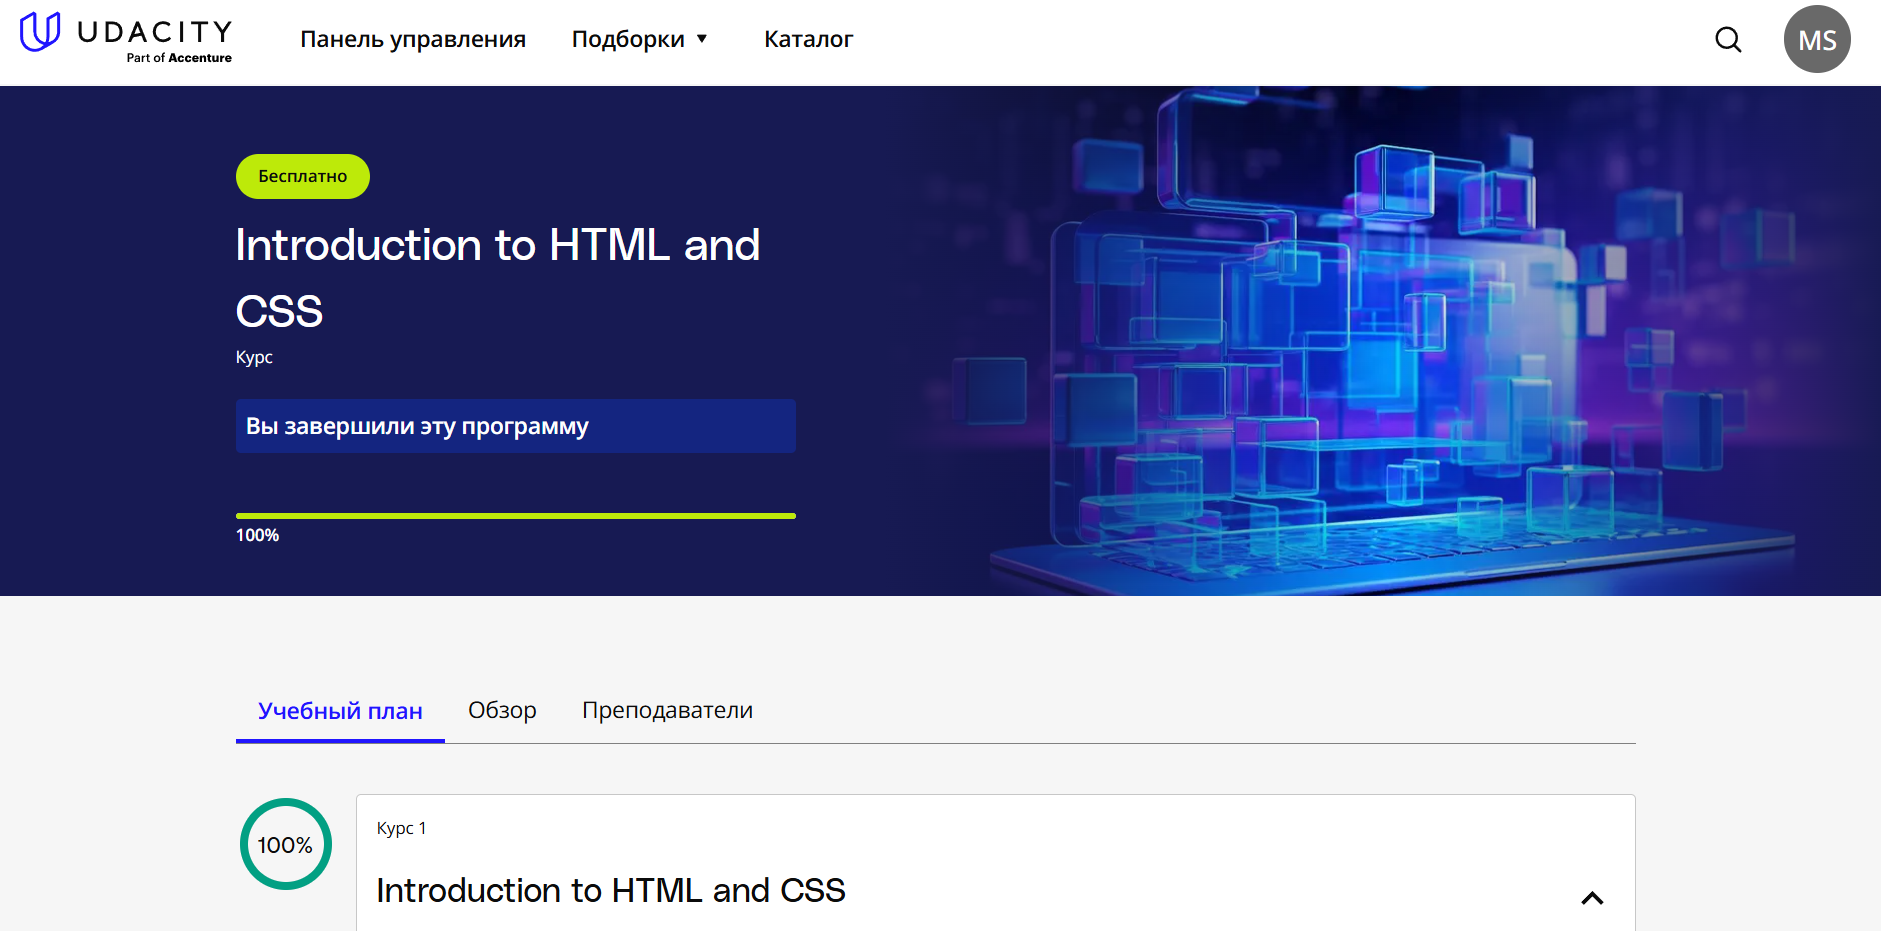 UDACITY
Part of Accenture
Панель управления
Подборки
Каталог
MS
Бесплатно
Introduction to HTML and
CSS
Курс
Вы завершили эту программу
100%
Учебный план
Обзор
Преподаватели
100%
Курс 1
Introduction to HTML and CSS